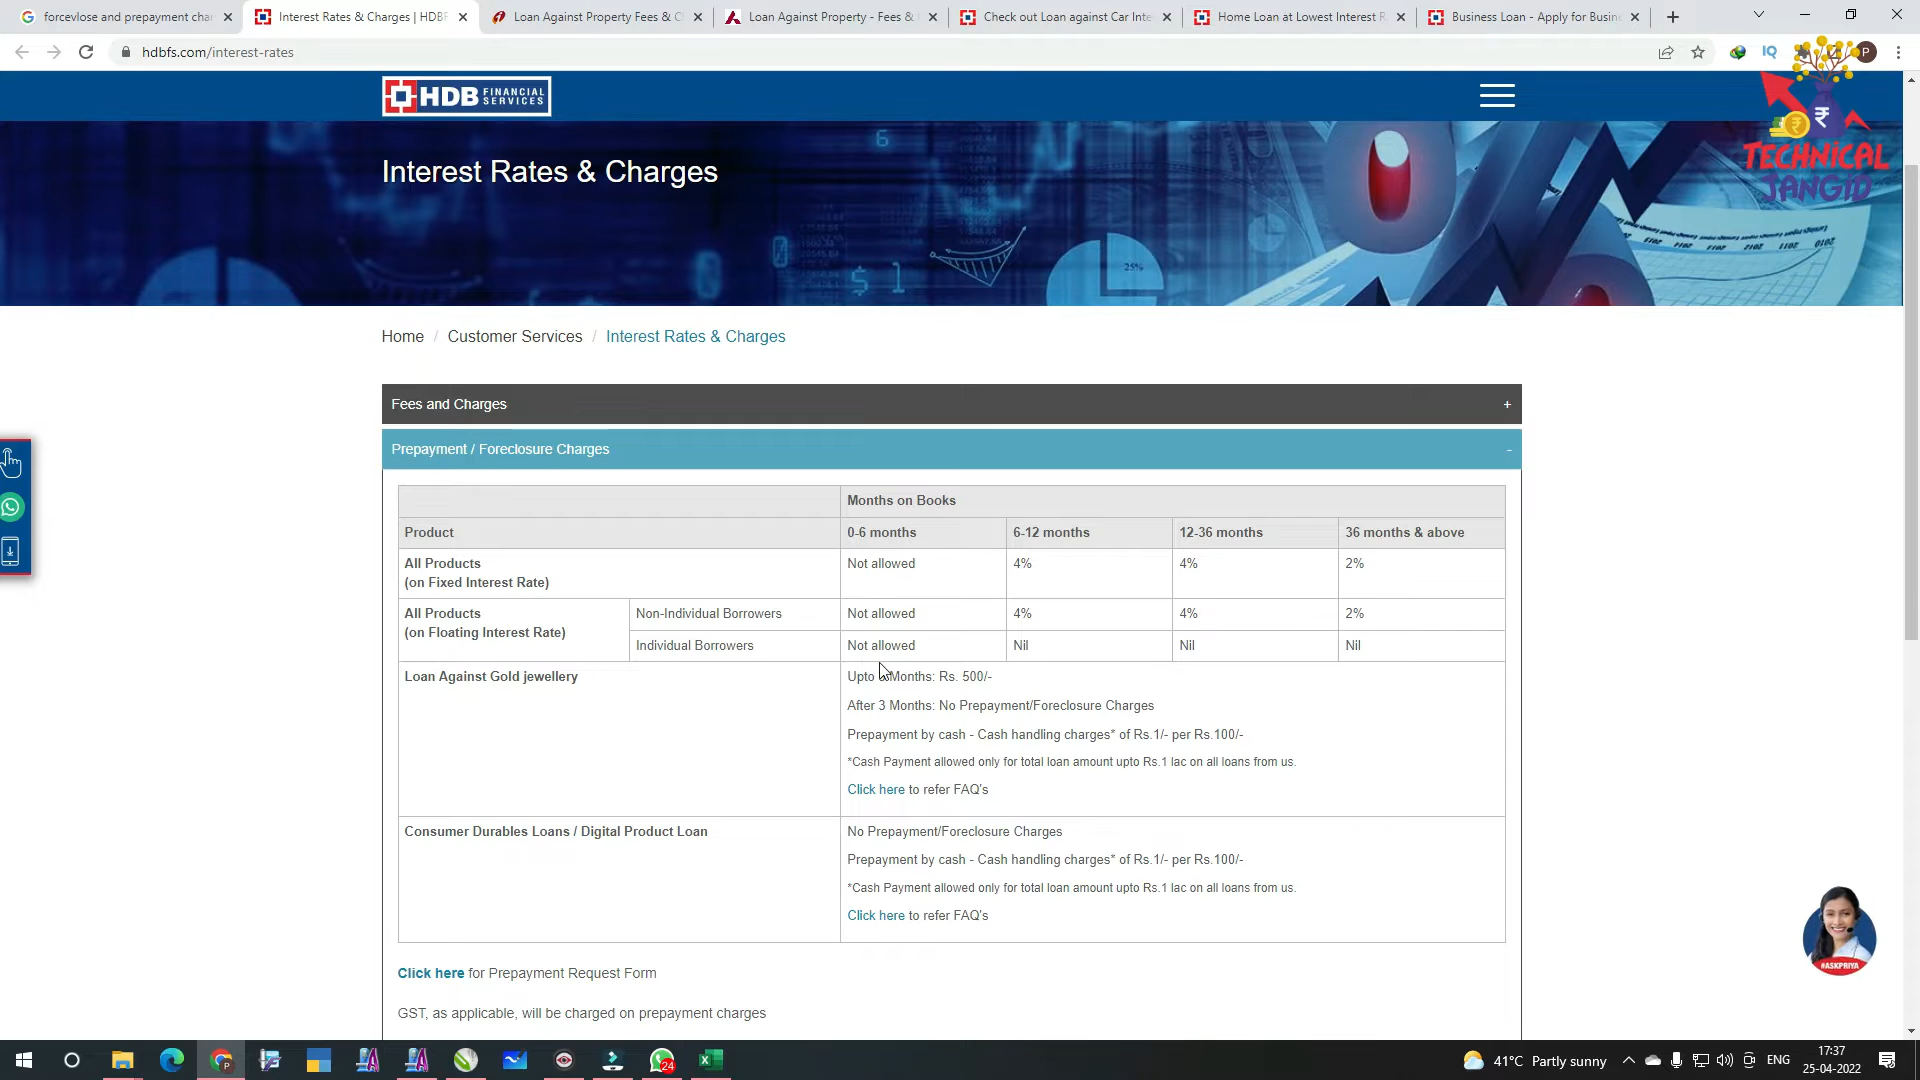 forcevlose and prepayment char
Interest Rates & Charges | HDBF
Loan Against Property Fees & C
Loan Against Property - Fees &
Check out Loan against Car Inte
Home Loan at Lowest Interest R
Business Loan - Apply for Busin
hdbfs.com/interest-rates
IQ
P
HDB FINANCIAL SERVICES
TECHNICAL
JANGID
Interest Rates & Charges
6
25%
$ 1
Home / Customer Services / Interest Rates & Charges
Fees and Charges +
Prepayment / Foreclosure Charges -
Months on Books
Product 0-6 months 6-12 months 12-36 months 36 months & above
All Products Not allowed 4% 4% 2%
(on Fixed Interest Rate)
All Products Non-Individual Borrowers Not allowed 4% 4% 2%
(on Floating Interest Rate)
Individual Borrowers Not allowed Nil Nil Nil
Loan Against Gold jewellery Upto Months: Rs. 500/-
After 3 Months: No Prepayment/Foreclosure Charges
Prepayment by cash - Cash handling charges* of Rs.1/- per Rs.100/-
*Cash Payment allowed only for total loan amount upto Rs.1 lac on all loans from us.
Click here to refer FAQ's
Consumer Durables Loans / Digital Product Loan No Prepayment/Foreclosure Charges
Prepayment by cash - Cash handling charges* of Rs.1/- per Rs.100/-
*Cash Payment allowed only for total loan amount upto Rs.1 lac on all loans from us.
Click here to refer FAQ's
#ASKPRIYA
Click here for Prepayment Request Form
GST, as applicable, will be charged on prepayment charges
24
41°C Partly sunny
ENG
17:37
25-04-2022